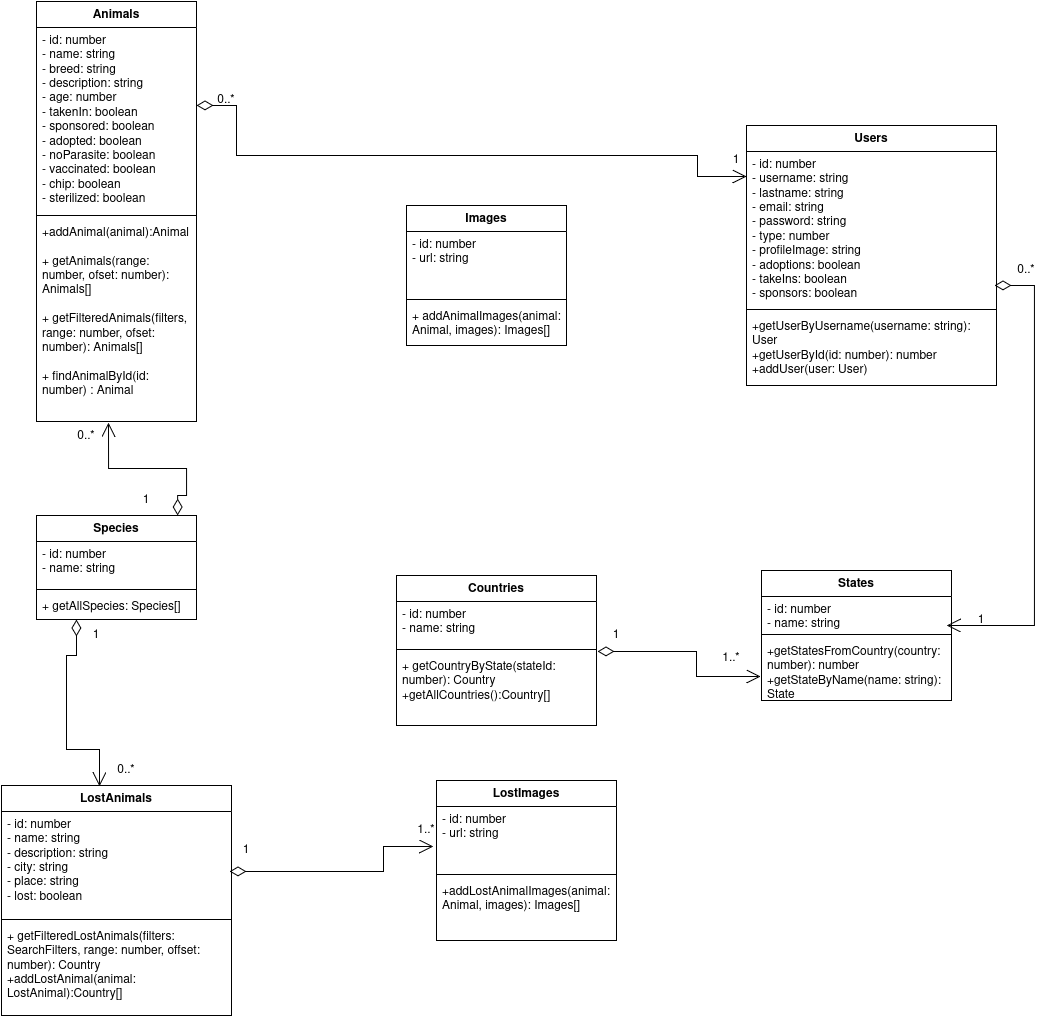 Animals
- id: number
- name: string
- breed: string
- description: string
- age: number
- takenIn: boolean
- sponsored: boolean
- adopted: boolean
- noParasite: boolean
- vaccinated: boolean
- chip: boolean
- sterilized: boolean
+addAnimal(animal):Animal
+ getAnimals(range:
number, ofset: number):
Animals[]
+ getFilteredAnimals(filters,
range: number, ofset:
number): Animals[]
+ findAnimalById(id:
number) : Animal
0..*
1
Users
- id: number
- username: string
- lastname: string
- email: string
- password: string
- type: number
- profileImage: string
- adoptions: boolean
- takeIns: boolean
- sponsors: boolean
+getUserByUsername(username: string):
User
+getUserById(id: number): number
+addUser(user: User)
0..*
1
Images
- id: number
- url: string
+ addAnimalImages(animal:
Animal, images): Images[]
0..*
1
Species
- id: number
- name: string
+ getAllSpecies: Species[]
1
0..*
Countries
- id: number
- name: string
+ getCountryByState(stateId:
number): Country
+getAllCountries():Country[]
1
1..*
States
- id: number
- name: string
+getStatesFromCountry(country:
number): number
+getStateByName(name: string):
State
LostAnimals
- id: number
- name: string
- description: string
- city: string
- place: string
- lost: boolean
+ getFilteredLostAnimals(filters:
SearchFilters, range: number, offset:
number): Country
+addLostAnimal(animal:
LostAnimal):Country[]
1
1..*
LostImages
- id: number
- url: string
+addLostAnimalImages(animal:
Animal, images): Images[]